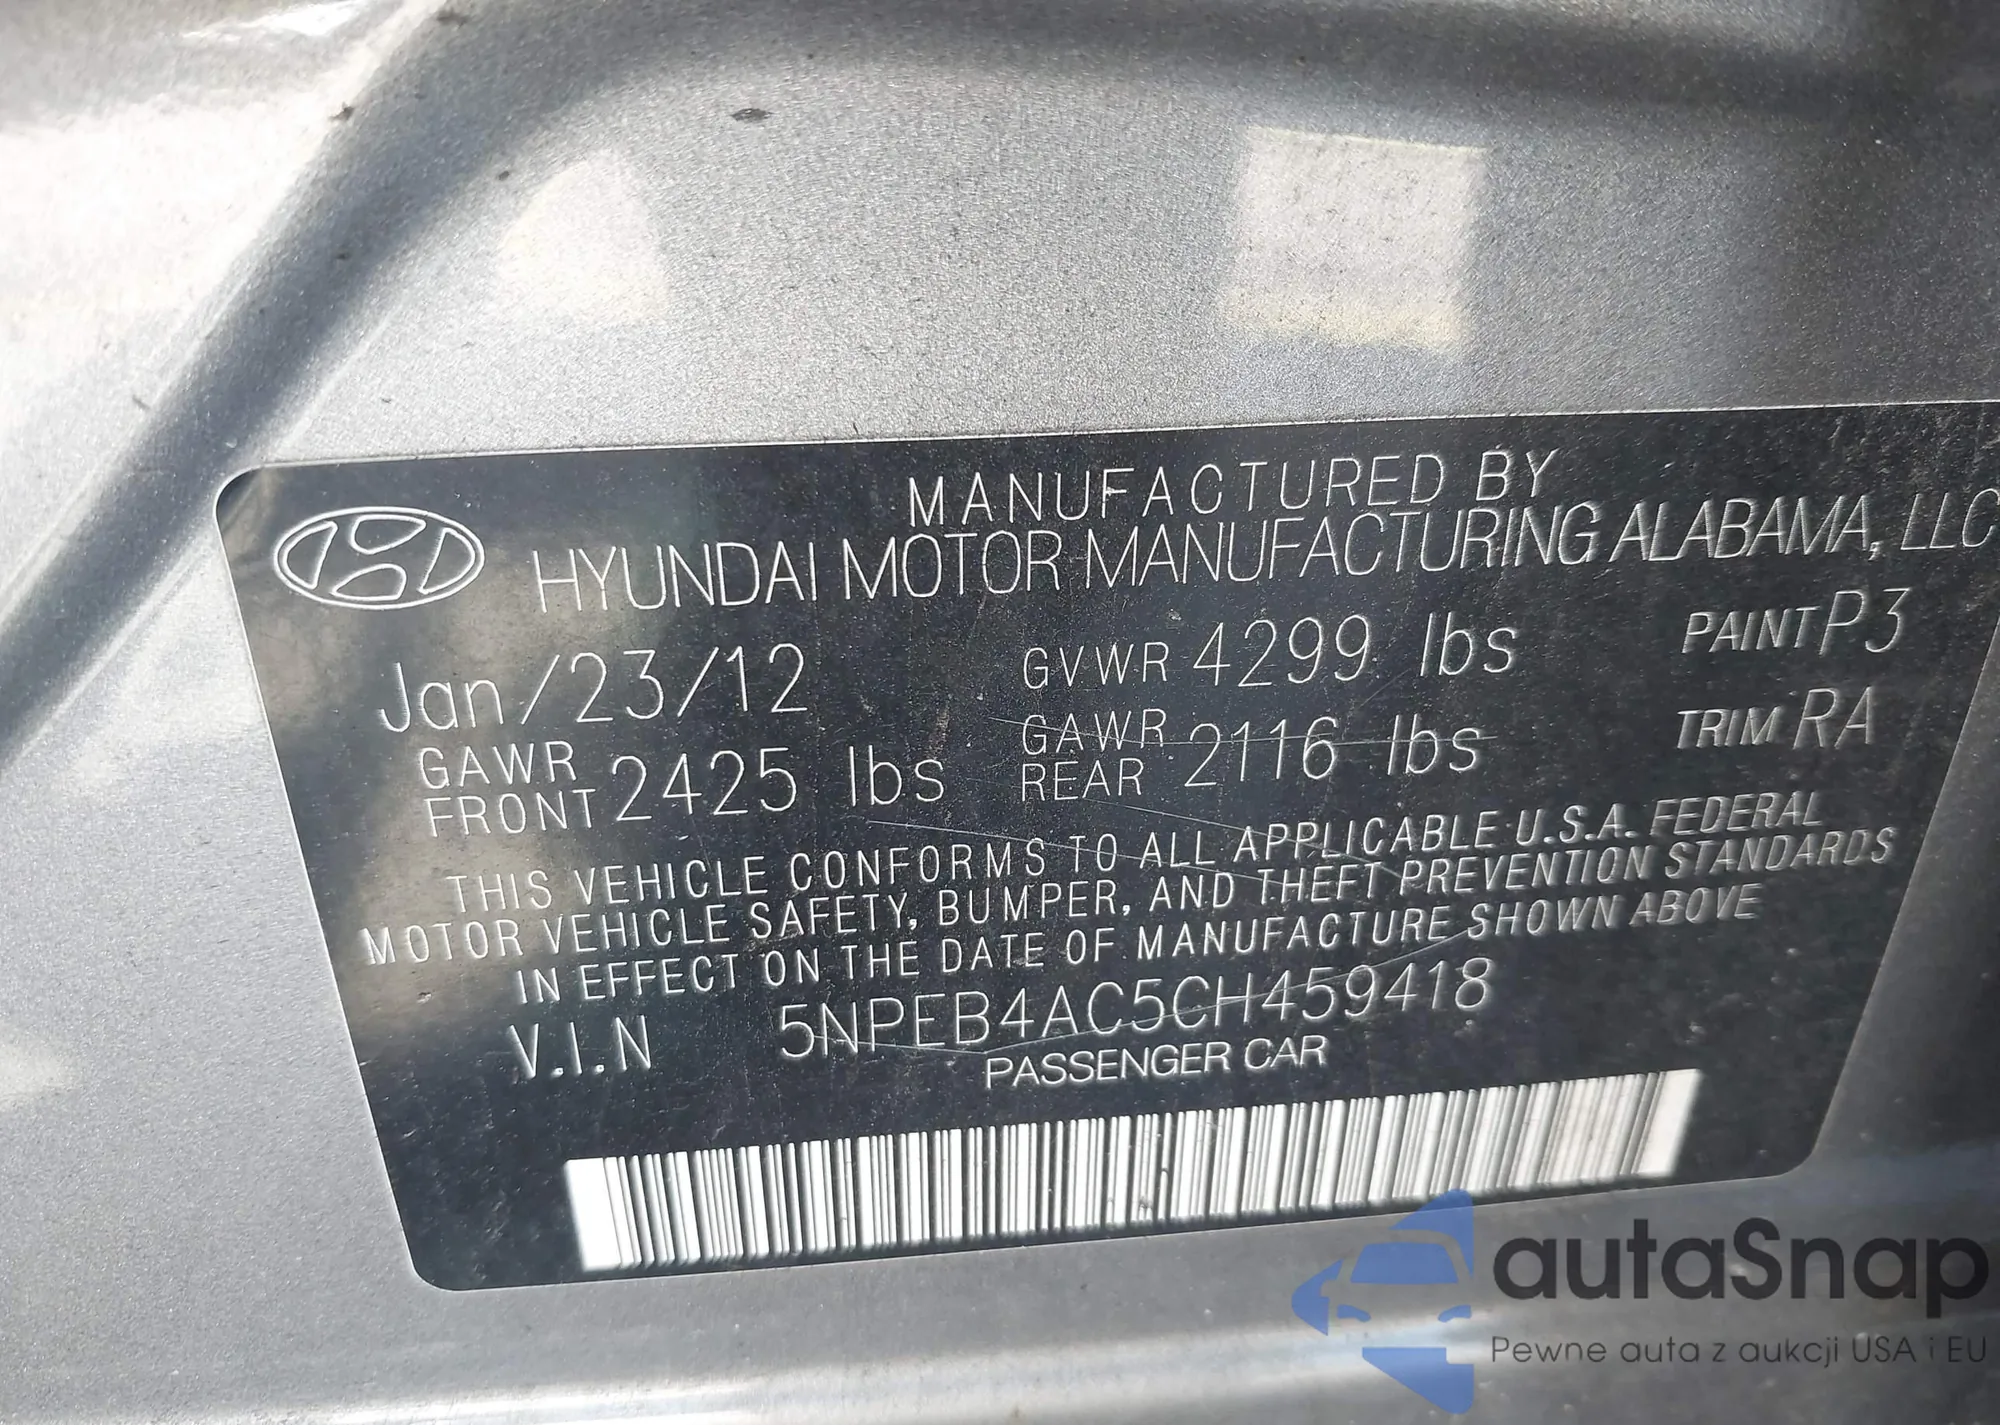 MANUFACTURED BY
HYUNDAI MOTOR MANUFACTURING ALABAMA, LLC
Jan/23/12 GVWR 4299 lbs PAINT P3
GAWR FRONT 2425 lbs GAWR REAR 2116 lbs TRIM RA
THIS VEHICLE CONFORMS TO ALL APPLICABLE U.S.A. FEDERAL
MOTOR VEHICLE SAFETY, BUMPER, AND THEFT PREVENTION STANDARDS
IN EFFECT ON THE DATE OF MANUFACTURE SHOWN ABOVE
V.I.N 5NPEB4AC5CH459418
PASSENGER CAR
autaSnap
Pewne auta z aukcji USA i EU